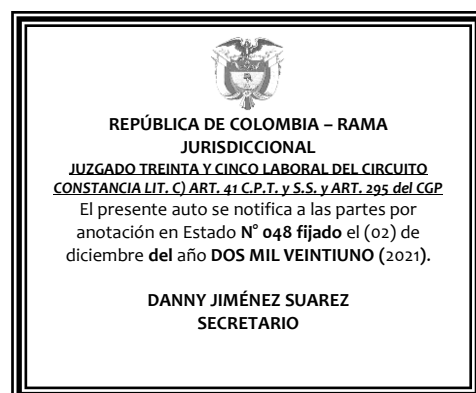 REPÚBLICA DE COLOMBIA – RAMA
JURISDICCIONAL
JUZGADO TREINTA Y CINCO LABORAL DEL CIRCUITO
CONSTANCIA LIT. C) ART. 41 C.P.T. y S.S. y ART. 295 del CGP
El presente auto se notifica a las partes por
anotación en Estado N° 048 fijado el (02) de
diciembre del año DOS MIL VEINTIUNO (2021).
DANNY JIMÉNEZ SUAREZ
SECRETARIO